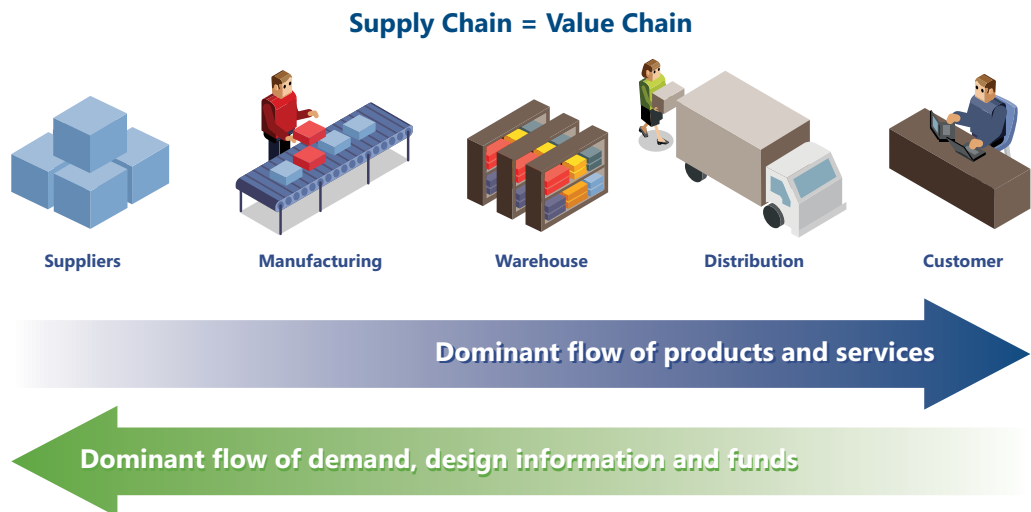 Supply Chain = Value Chain
Suppliers
Manufacturing
Warehouse
Distribution
Customer
Dominant flow of products and services
Dominant flow of demand, design information and funds